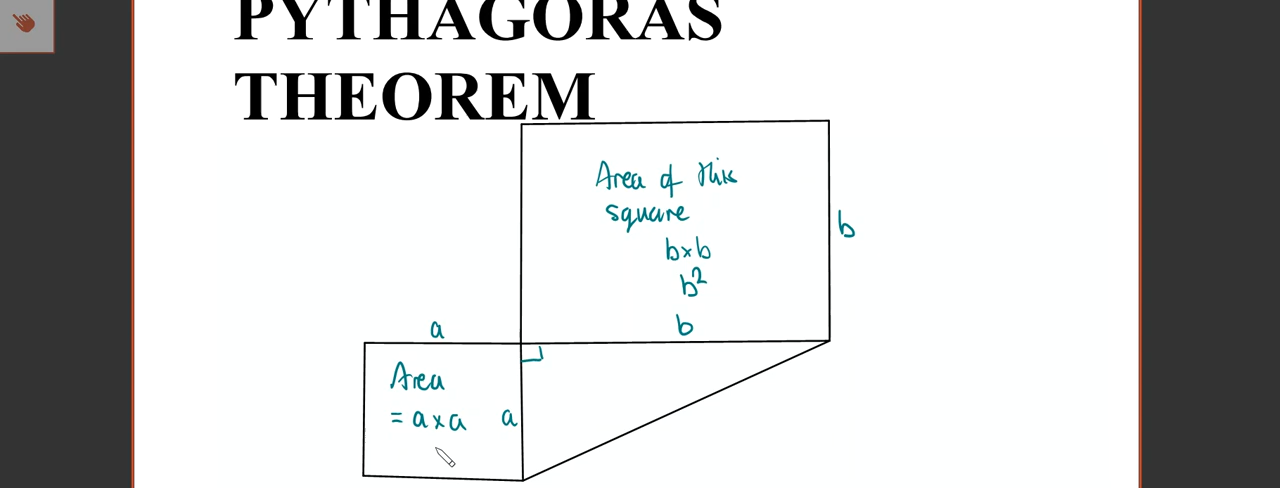 PYTHAGORAS
THEOREM
Area of this
square
b×b
b²
b
b
a
Area
= a×a
a